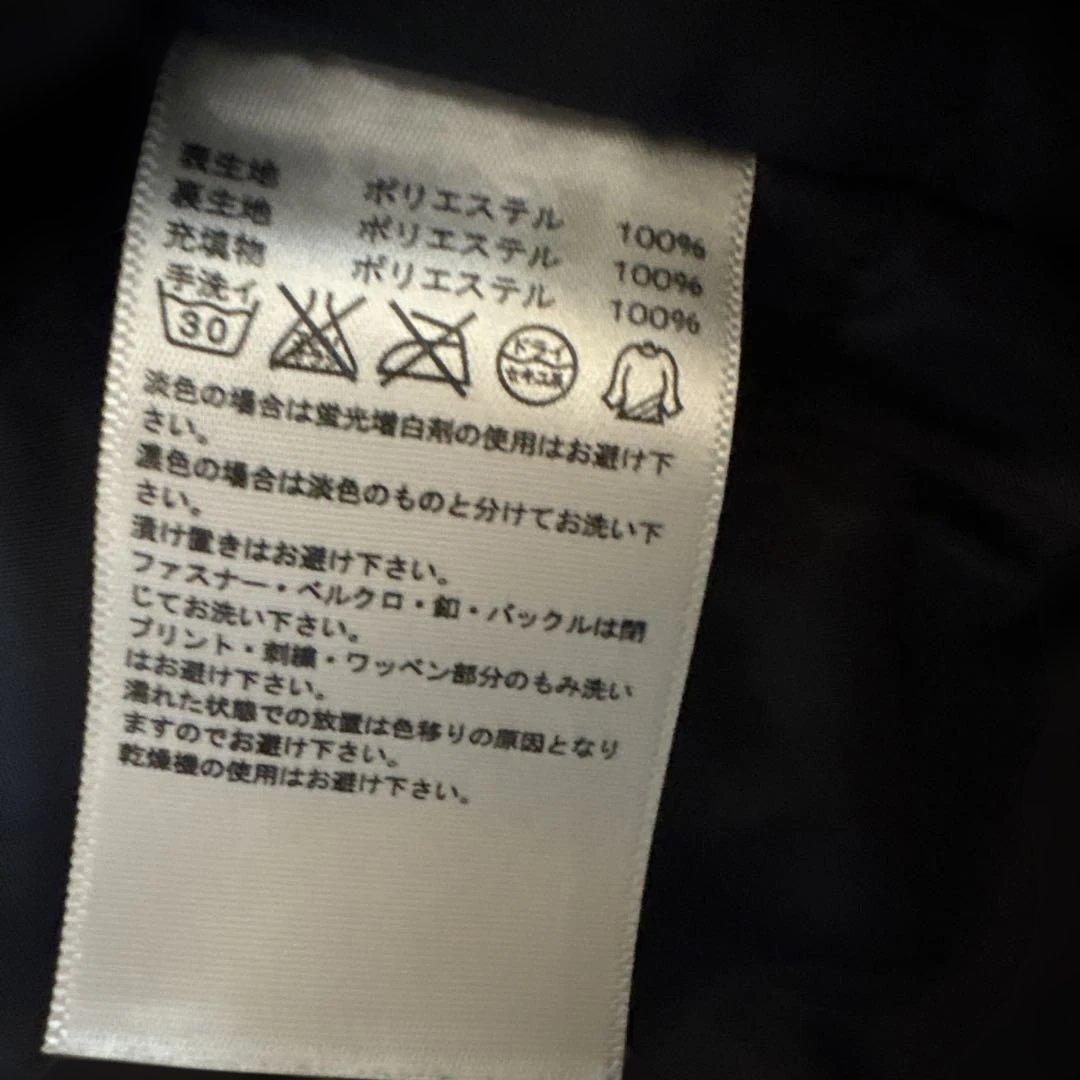 表生地 ポリエステル 100%
裏生地 ポリエステル 100%
充填物 ポリエステル 100%
手洗イ
30
ドライ
セキユ系
淡色の場合は蛍光増白剤の使用はお避け下
さい。
濃色の場合は淡色のものと分けてお洗い下
さい。
漬け置きはお避け下さい。
ファスナー・ベルクロ・釦・バックルは閉
じてお洗い下さい。
プリント・刺繍・ワッペン部分のもみ洗い
はお避け下さい。
濡れた状態での放置は色移りの原因となり
ますのでお避け下さい。
乾燥機の使用はお避け下さい。